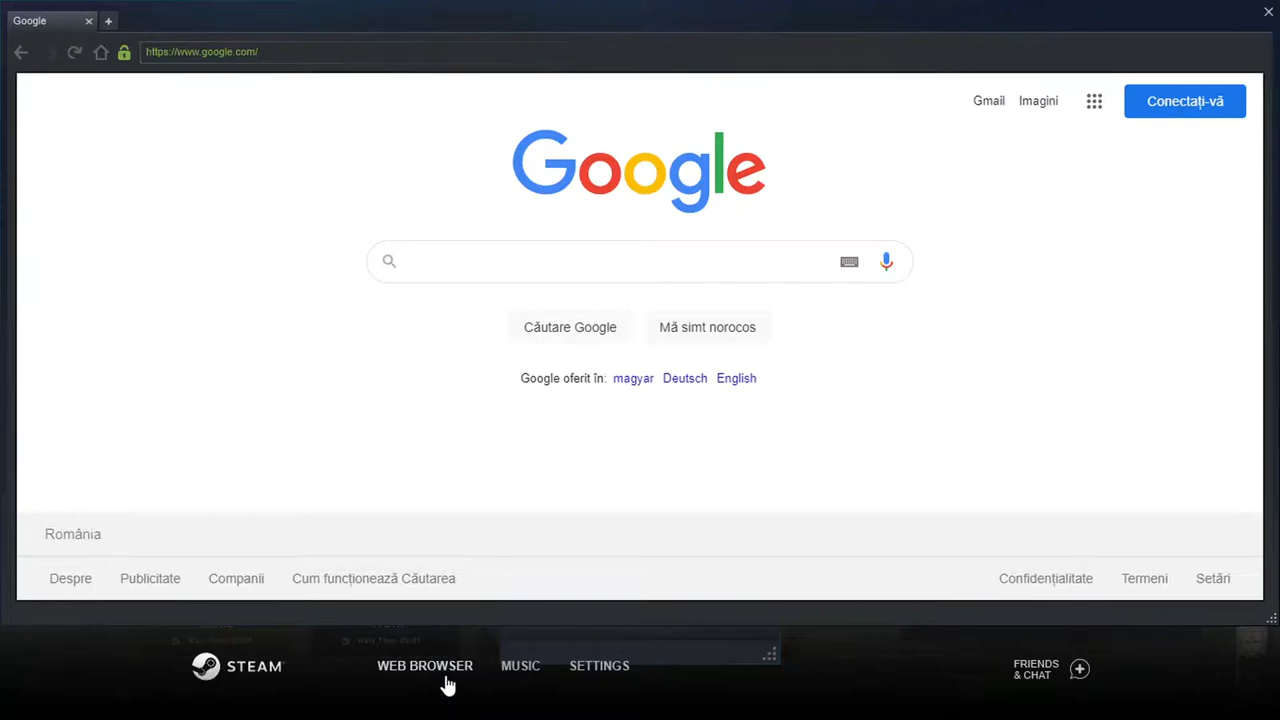 Google
https://www.google.com/
Gmail Imagini Conectați-vă
Google
Căutare Google Mă simt norocos
Google oferit în: magyar Deutsch English
România
Despre Publicitate Companii Cum funcționează Căutarea Confidențialitate Termeni Setări
STEAM WEB BROWSER MUSIC SETTINGS
FRIENDS
& CHAT